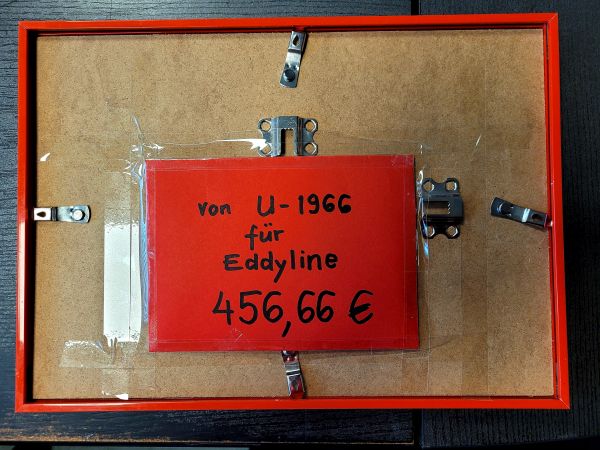 von U-1966
für
Eddyline
456,66 €